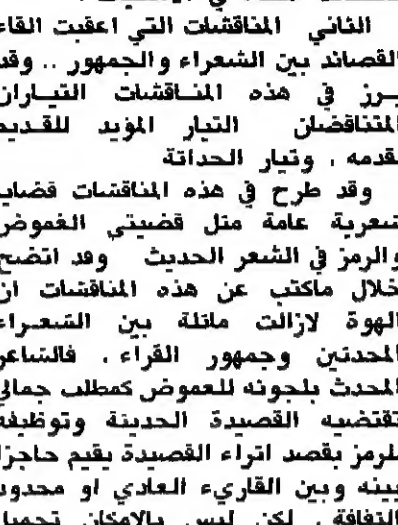 الثاني المناقشات التي اعقبت القاء
القصائد بين الشعراء والجمهور .. وقد
برز في هذه المناقشات التياران
المتناقضان التيار المؤيد للقديم
لقدمه ، وتيار الحداثة
وقد طرح في هذه المناقشات قضايا
شعرية عامة مثل قضيتي الغموض
والرمز في الشعر الحديث وقد اتضح
خلال ماكتب عن هذه المناقشات ان
الهوة لازالت ماثلة بين الشعراء
المحدثين وجمهور القراء . فالشاعر
المحدث بلجوئه للغموض كمطلب جمالي
تقتضيه القصيدة الحديثة وتوظيفه
للرمز بقصد اثراء القصيدة يقيم حاجزا
بينه وبين القاريء العادي او محدود
الثقافة لكن ليس بالامكان تحميل